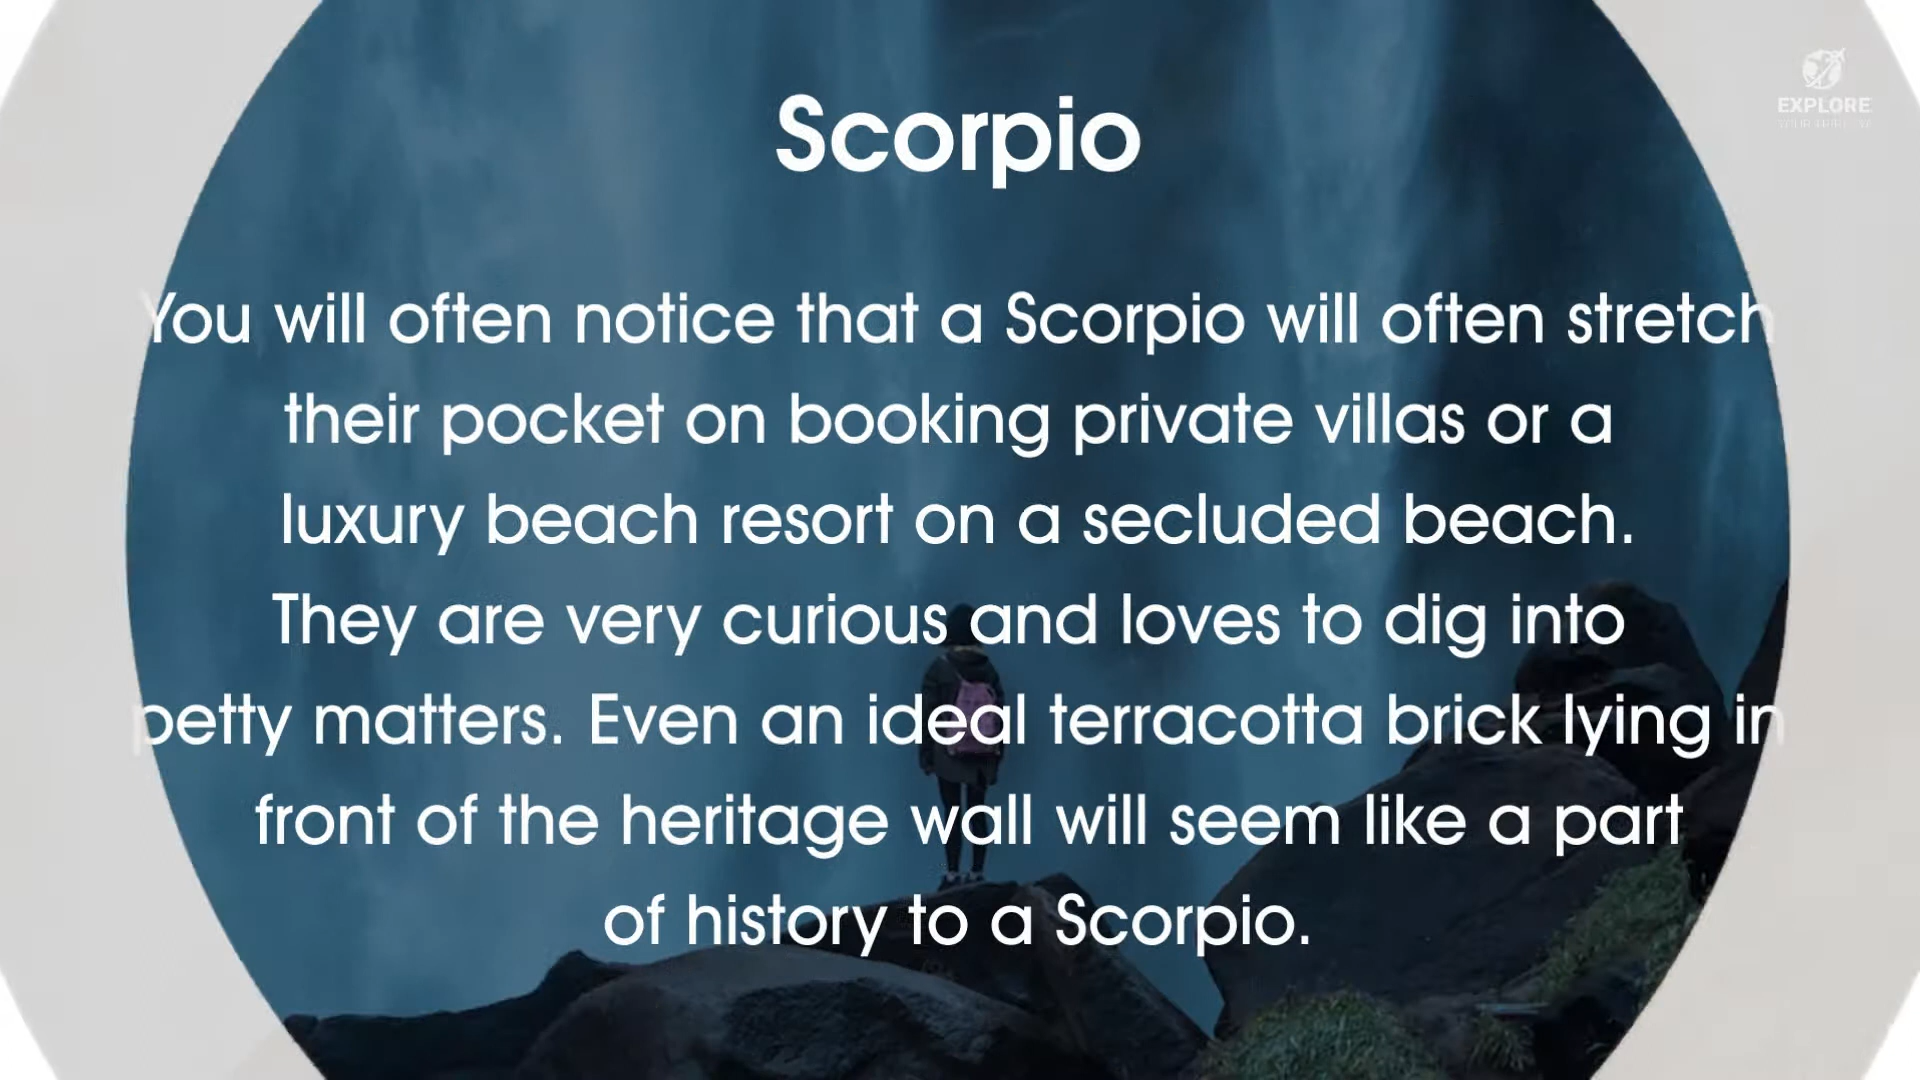 Scorpio
EXPLORE
You will often notice that a Scorpio will often stretch
their pocket on booking private villas or a
luxury beach resort on a secluded beach.
They are very curious and loves to dig into
petty matters. Even an ideal terracotta brick lying in
front of the heritage wall will seem like a part
of history to a Scorpio.